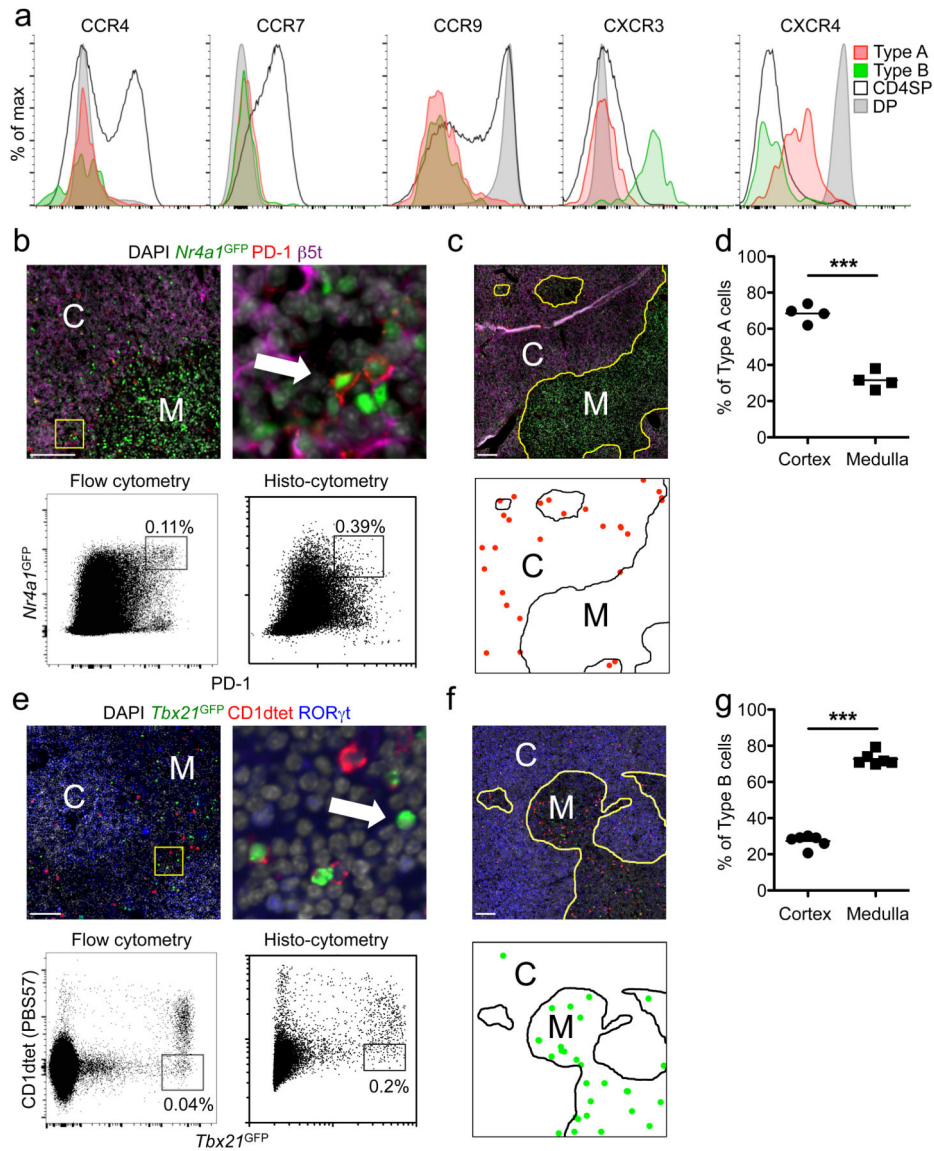 a
CCR4 CCR7 CCR9 CXCR3 CXCR4
% of max
Type A
Type B
CD4SP
DP
b
DAPI Nr4a1GFP PD-1 β5t
C
M
Flow cytometry Histo-cytometry
0.11% 0.39%
Nr4a1GFP
PD-1
c
C
M
C
M
d
% of Type A cells
100
80
60
40
20
0
***
Cortex Medulla
e
DAPI Tbx21GFP CD1dtet RORγt
C
M
Flow cytometry Histo-cytometry
CD1dtet (PBS57)
0.04% 0.2%
Tbx21GFP
f
C
M
C
M
g
% of Type B cells
100
80
60
40
20
0
***
Cortex Medulla